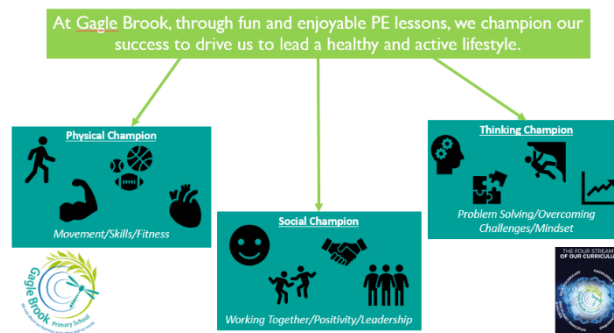 At Gagle Brook, through fun and enjoyable PE lessons, we champion our
success to drive us to lead a healthy and active lifestyle.
Physical Champion
Movement/Skills/Fitness
Social Champion
Working Together/Positivity/Leadership
Thinking Champion
Problem Solving/Overcoming
Challenges/Mindset
Gagle Brook
Primary School
THE FOUR STREAMS
OF OUR CURRICULUM